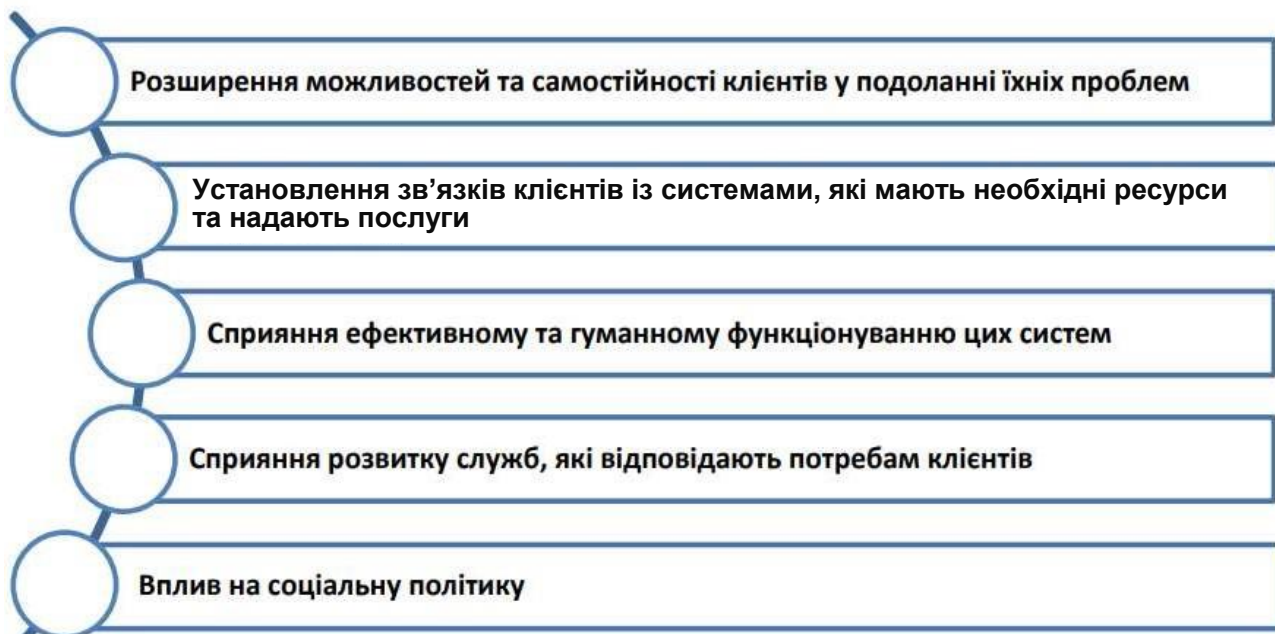 Розширення можливостей та самостійності клієнтів у подоланні їхніх проблем
Установлення зв’язків клієнтів із системами, які мають необхідні ресурси
та надають послуги
Сприяння ефективному та гуманному функціонуванню цих систем
Сприяння розвитку служб, які відповідають потребам клієнтів
Вплив на соціальну політику